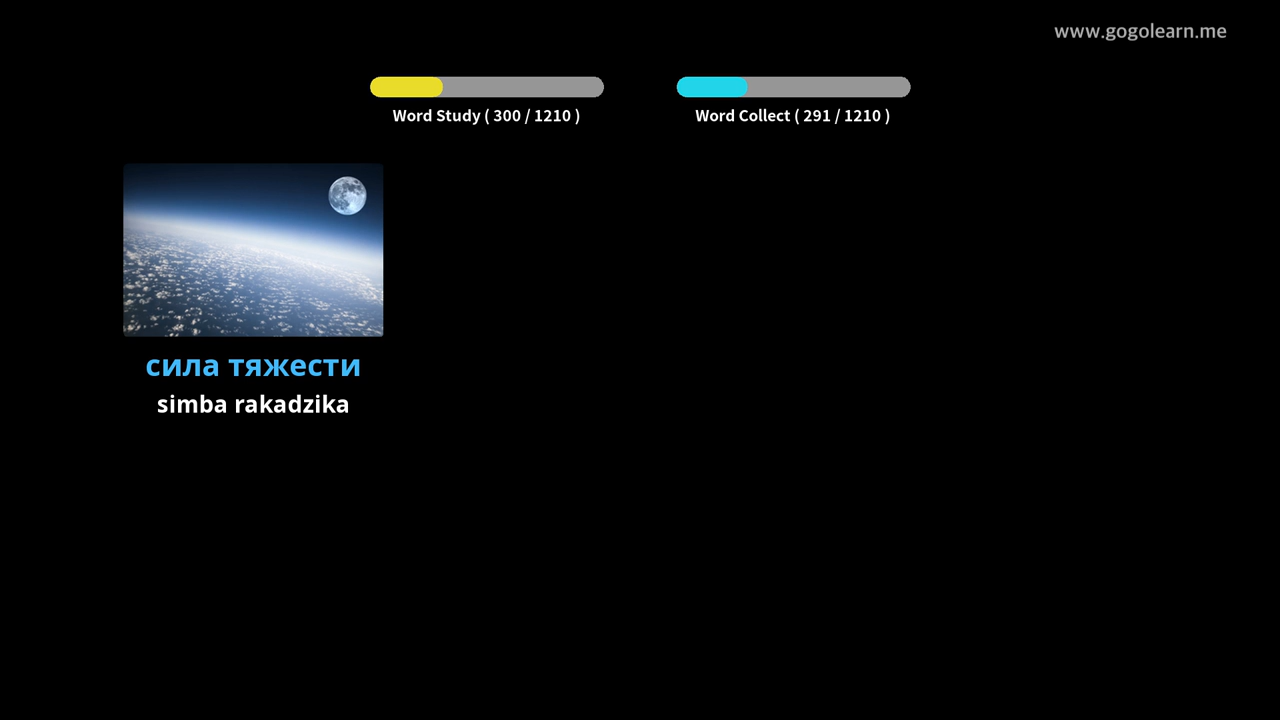 www.gogolearn.me
Word Study ( 300 / 1210 )
Word Collect ( 291 / 1210 )
сила тяжести
simba rakadzika